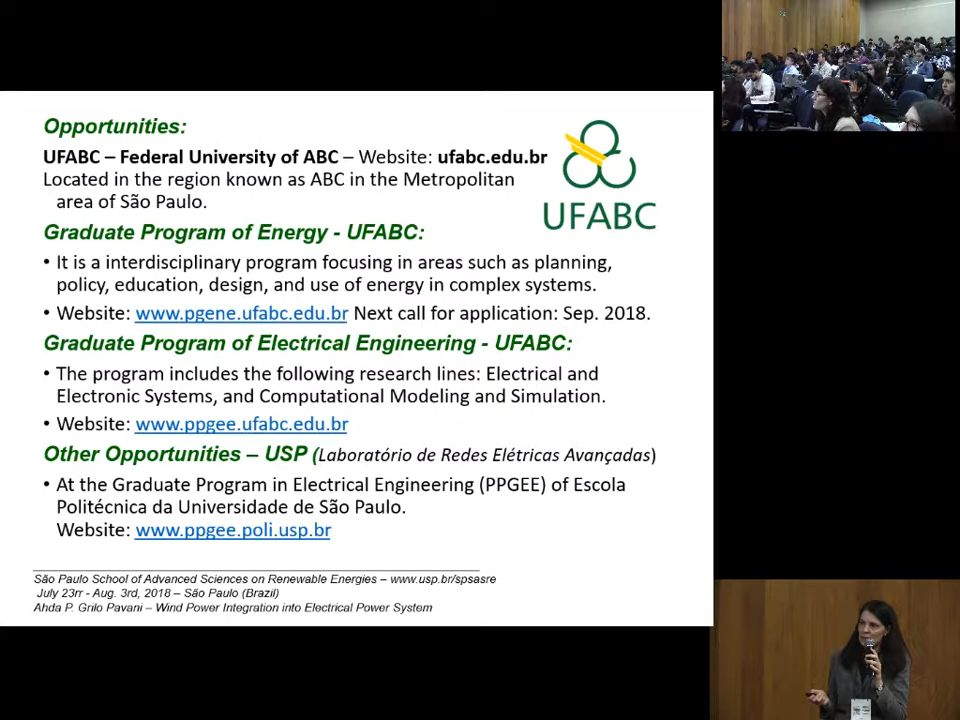 Opportunities:
UFABC – Federal University of ABC – Website: ufabc.edu.br
Located in the region known as ABC in the Metropolitan
area of São Paulo.
UFABC
Graduate Program of Energy - UFABC:
• It is a interdisciplinary program focusing in areas such as planning,
policy, education, design, and use of energy in complex systems.
• Website: www.pgene.ufabc.edu.br Next call for application: Sep. 2018.
Graduate Program of Electrical Engineering - UFABC:
• The program includes the following research lines: Electrical and
Electronic Systems, and Computational Modeling and Simulation.
• Website: www.ppgee.ufabc.edu.br
Other Opportunities – USP (Laboratório de Redes Elétricas Avançadas)
• At the Graduate Program in Electrical Engineering (PPGEE) of Escola
Politécnica da Universidade de São Paulo.
Website: www.ppgee.poli.usp.br
São Paulo School of Advanced Sciences on Renewable Energies – www.usp.br/spsasre
July 23rr - Aug. 3rd, 2018 – São Paulo (Brazil)
Ahda P. Grilo Pavani – Wind Power Integration into Electrical Power System